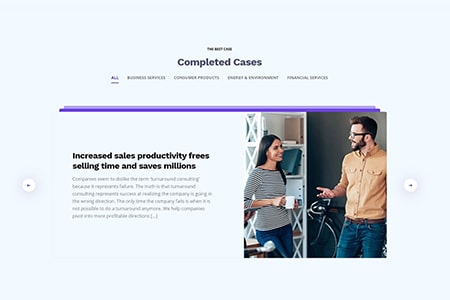 THE BEST CASE
Completed Cases
ALL BUSINESS SERVICES CONSUMER PRODUCTS ENERGY & ENVIRONMENT FINANCIAL SERVICES
Increased sales productivity frees
selling time and saves millions
Companies seem to dislike the term 'turnaround consulting'
because it represents failure. The truth is that turnaround
consulting represents success at realizing the company is going in
the wrong direction. The only time the company fails is when it is
not possible to do a turnaround anymore. We help companies
pivot into more profitable directions [...]